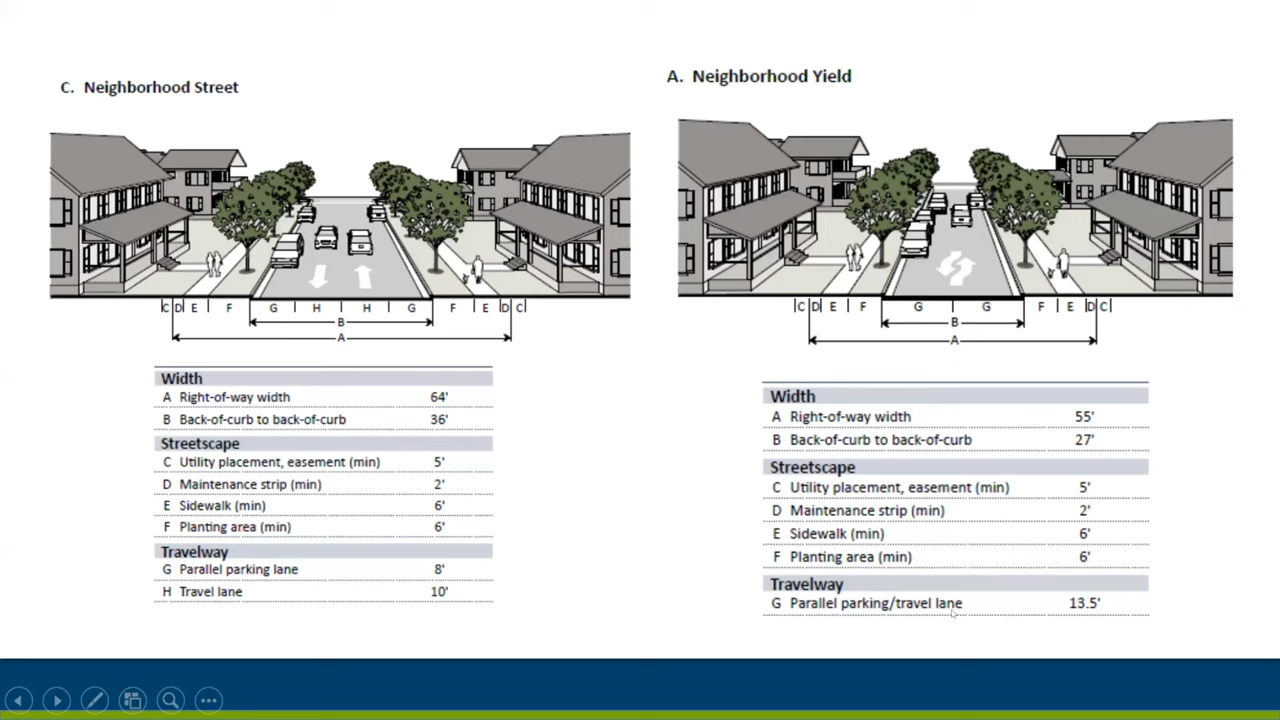 C. Neighborhood Street
C D E F G H H G F E D C
B
A
Width
A Right-of-way width 64'
B Back-of-curb to back-of-curb 36'
Streetscape
C Utility placement, easement (min) 5'
D Maintenance strip (min) 2'
E Sidewalk (min) 6'
F Planting area (min) 6'
Travelway
G Parallel parking lane 8'
H Travel lane 10'
A. Neighborhood Yield
C D E F G G F E D C
B
A
Width
A Right-of-way width 55'
B Back-of-curb to back-of-curb 27'
Streetscape
C Utility placement, easement (min) 5'
D Maintenance strip (min) 2'
E Sidewalk (min) 6'
F Planting area (min) 6'
Travelway
G Parallel parking/travel lane 13.5'